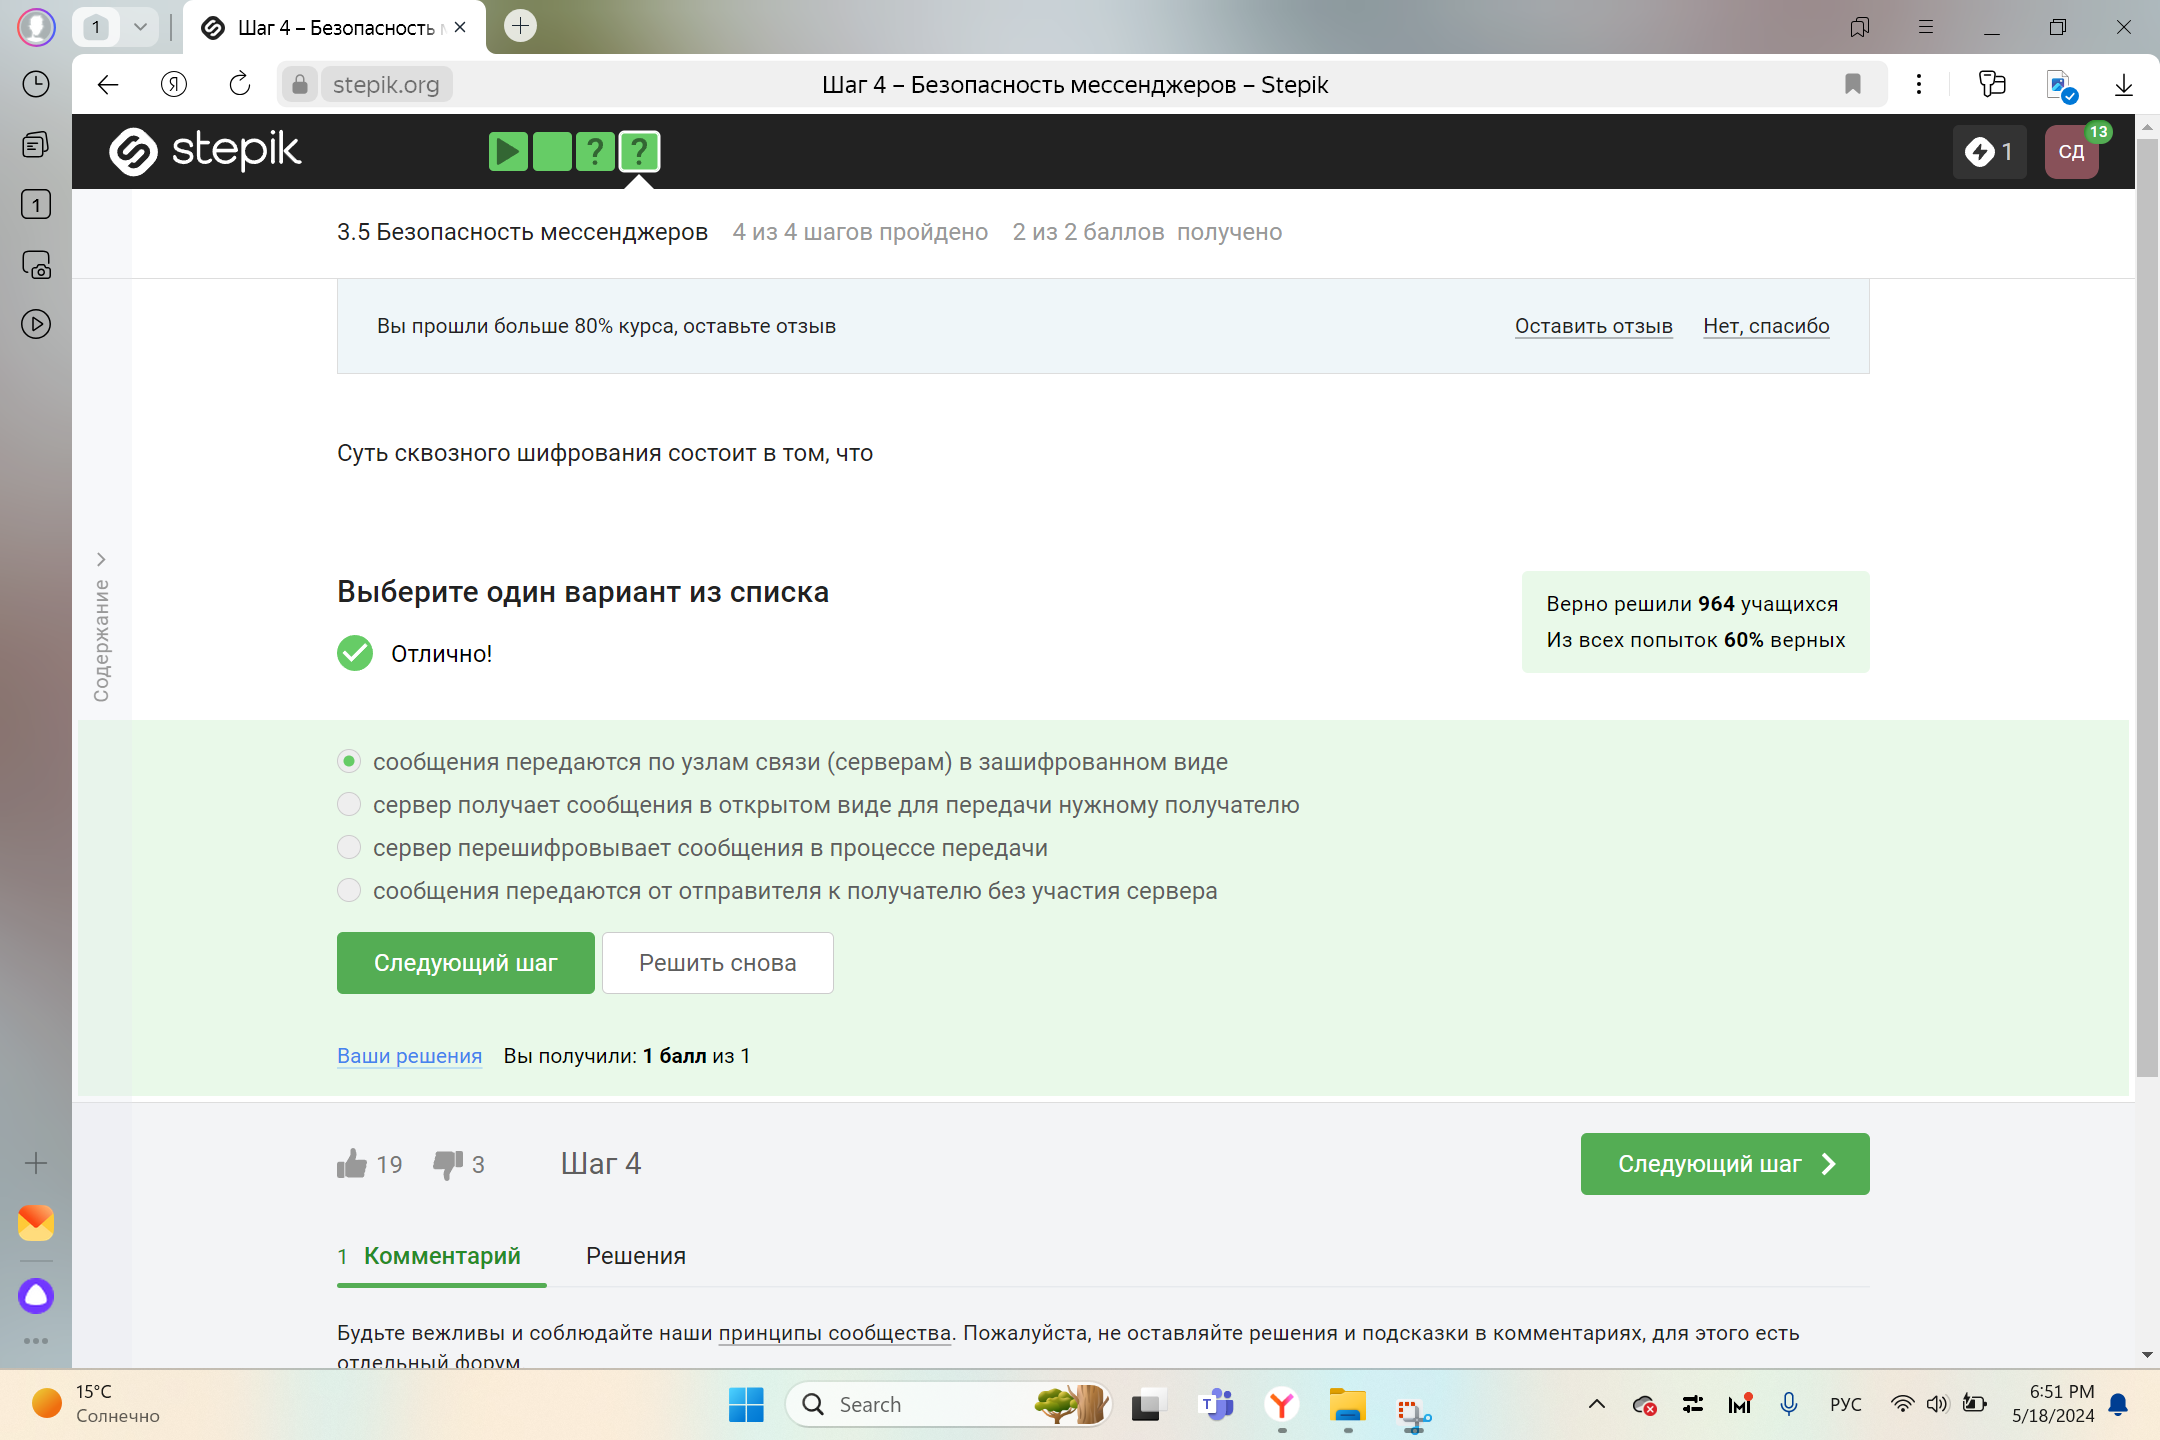 1
Шаг 4 – Безопасность
stepik.org
Шаг 4 – Безопасность мессенджеров – Stepik
1
stepik
?
?
1
СД
13
3.5 Безопасность мессенджеров 4 из 4 шагов пройдено 2 из 2 баллов получено
Вы прошли больше 80% курса, оставьте отзыв
Оставить отзыв
Нет, спасибо
Содержание
Суть сквозного шифрования состоит в том, что
Выберите один вариант из списка
Отлично!
Верно решили 964 учащихся
Из всех попыток 60% верных
сообщения передаются по узлам связи (серверам) в зашифрованном виде
сервер получает сообщения в открытом виде для передачи нужному получателю
сервер перешифровывает сообщения в процессе передачи
сообщения передаются от отправителя к получателю без участия сервера
Следующий шаг
Решить снова
Ваши решения Вы получили: 1 балл из 1
19
3
Шаг 4
Следующий шаг
1 Комментарий
Решения
Будьте вежливы и соблюдайте наши принципы сообщества. Пожалуйста, не оставляйте решения и подсказки в комментариях, для этого есть
отдельный форум
15°C
Солнечно
Search
РУС
6:51 PM
5/18/2024